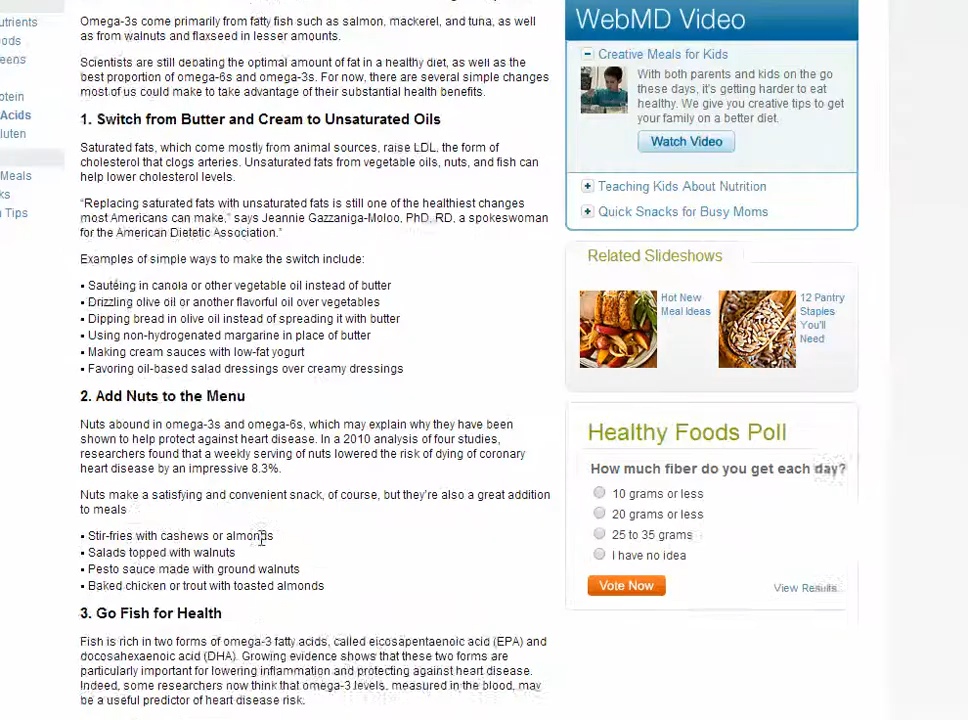 utrients
ods
eens
otein
Acids
luten
Meals
ks
n Tips
Omega-3s come primarily from fatty fish such as salmon, mackerel, and tuna, as well
as from walnuts and flaxseed in lesser amounts.
Scientists are still debating the optimal amount of fat in a healthy diet, as well as the
best proportion of omega-6s and omega-3s. For now, there are several simple changes
most of us could make to take advantage of their substantial health benefits.
1. Switch from Butter and Cream to Unsaturated Oils
Saturated fats, which come mostly from animal sources, raise LDL, the form of
cholesterol that clogs arteries. Unsaturated fats from vegetable oils, nuts, and fish can
help lower cholesterol levels.
“Replacing saturated fats with unsaturated fats is still one of the healthiest changes
most Americans can make,” says Jeannie Gazzaniga-Moloo, PhD, RD, a spokeswoman
for the American Dietetic Association.”
Examples of simple ways to make the switch include:
▪ Sautéing in canola or other vegetable oil instead of butter
▪ Drizzling olive oil or another flavorful oil over vegetables
▪ Dipping bread in olive oil instead of spreading it with butter
▪ Using non-hydrogenated margarine in place of butter
▪ Making cream sauces with low-fat yogurt
▪ Favoring oil-based salad dressings over creamy dressings
2. Add Nuts to the Menu
Nuts abound in omega-3s and omega-6s, which may explain why they have been
shown to help protect against heart disease. In a 2010 analysis of four studies,
researchers found that a weekly serving of nuts lowered the risk of dying of coronary
heart disease by an impressive 8.3%.
Nuts make a satisfying and convenient snack, of course, but they’re also a great addition
to meals
▪ Stir-fries with cashews or almonds
▪ Salads topped with walnuts
▪ Pesto sauce made with ground walnuts
▪ Baked chicken or trout with toasted almonds
3. Go Fish for Health
Fish is rich in two forms of omega-3 fatty acids, called eicosapentaenoic acid (EPA) and
docosahexaenoic acid (DHA). Growing evidence shows that these two forms are
particularly important for lowering inflammation and protecting against heart disease.
Indeed, some researchers now think that omega-3 levels, measured in the blood, may
be a useful predictor of heart disease risk.
WebMD Video
Creative Meals for Kids
With both parents and kids on the go
these days, it's getting harder to eat
healthy. We give you creative tips to get
your family on a better diet.
Watch Video
Teaching Kids About Nutrition
Quick Snacks for Busy Moms
Related Slideshows
Hot New
Meal Ideas
12 Pantry
Staples
You'll
Need
Healthy Foods Poll
How much fiber do you get each day?
10 grams or less
20 grams or less
25 to 35 grams
I have no idea
Vote Now
View Results